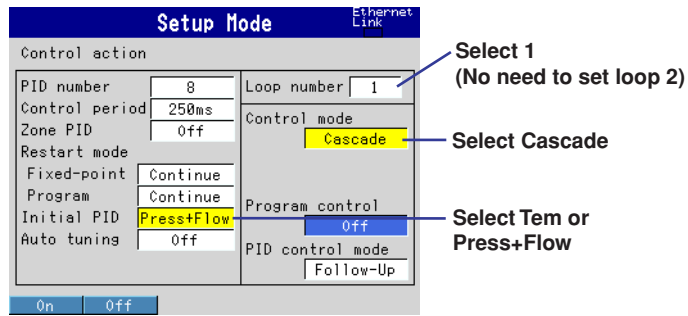 Setup Mode
Ethernet
Link
Control action
PID number 8
Control period 250ms
Zone PID Off
Restart mode
Fixed-point Continue
Program Continue
Initial PID Press+Flow
Auto tuning Off
Loop number 1
Control mode
Cascade
Program control
Off
PID control mode
Follow-Up
On Off
Select 1
(No need to set loop 2)
Select Cascade
Select Tem or
Press+Flow